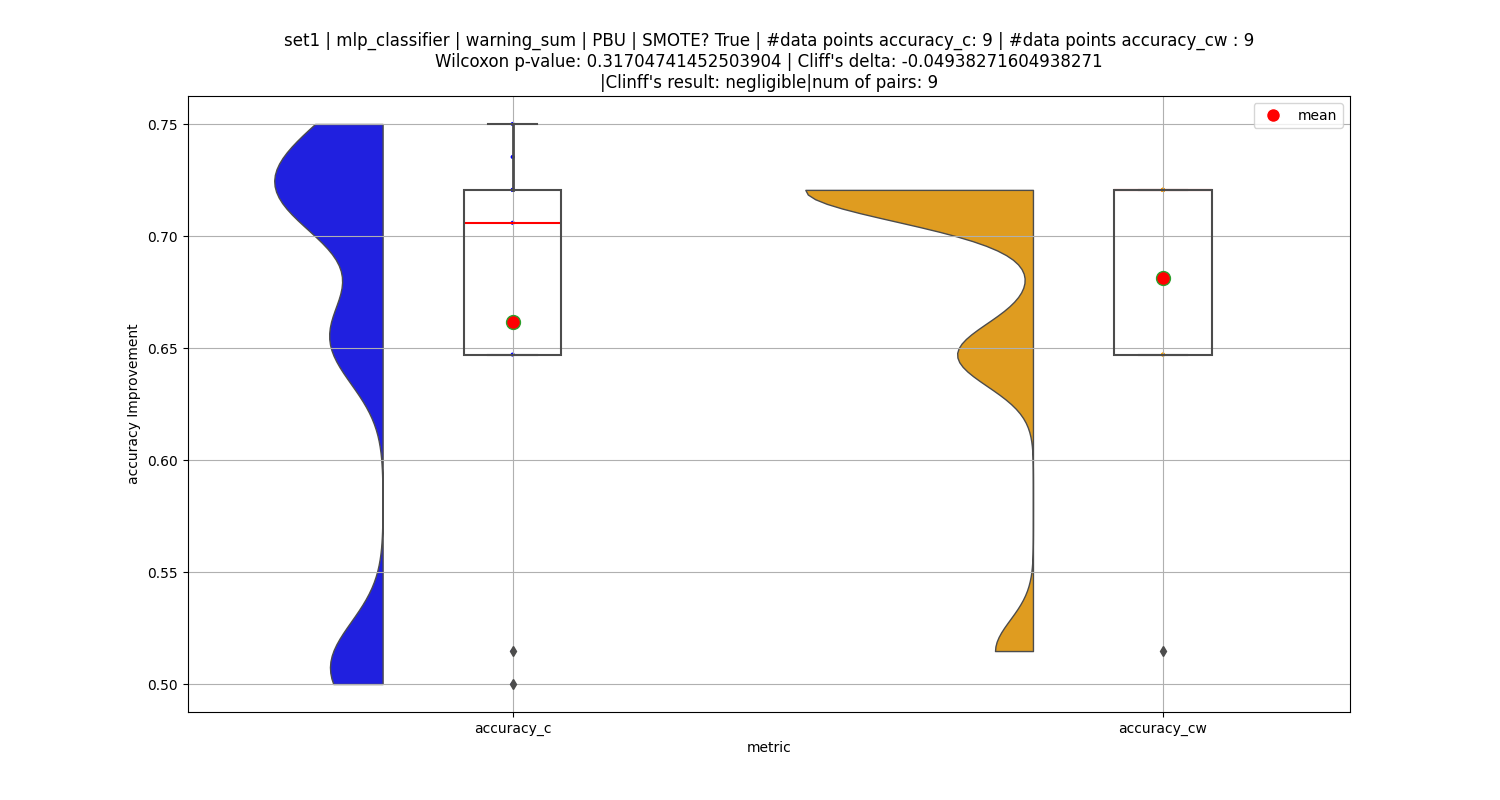 set1 | mlp_classifier | warning_sum | PBU | SMOTE? True | #data points accuracy_c: 9 | #data points accuracy_cw : 9
Wilcoxon p-value: 0.31704741452503904 | Cliff's delta: -0.04938271604938271
|Clinff's result: negligible|num of pairs: 9
mean
0.75
0.70
0.65
0.60
0.55
0.50
accuracy Improvement
accuracy_c
accuracy_cw
metric